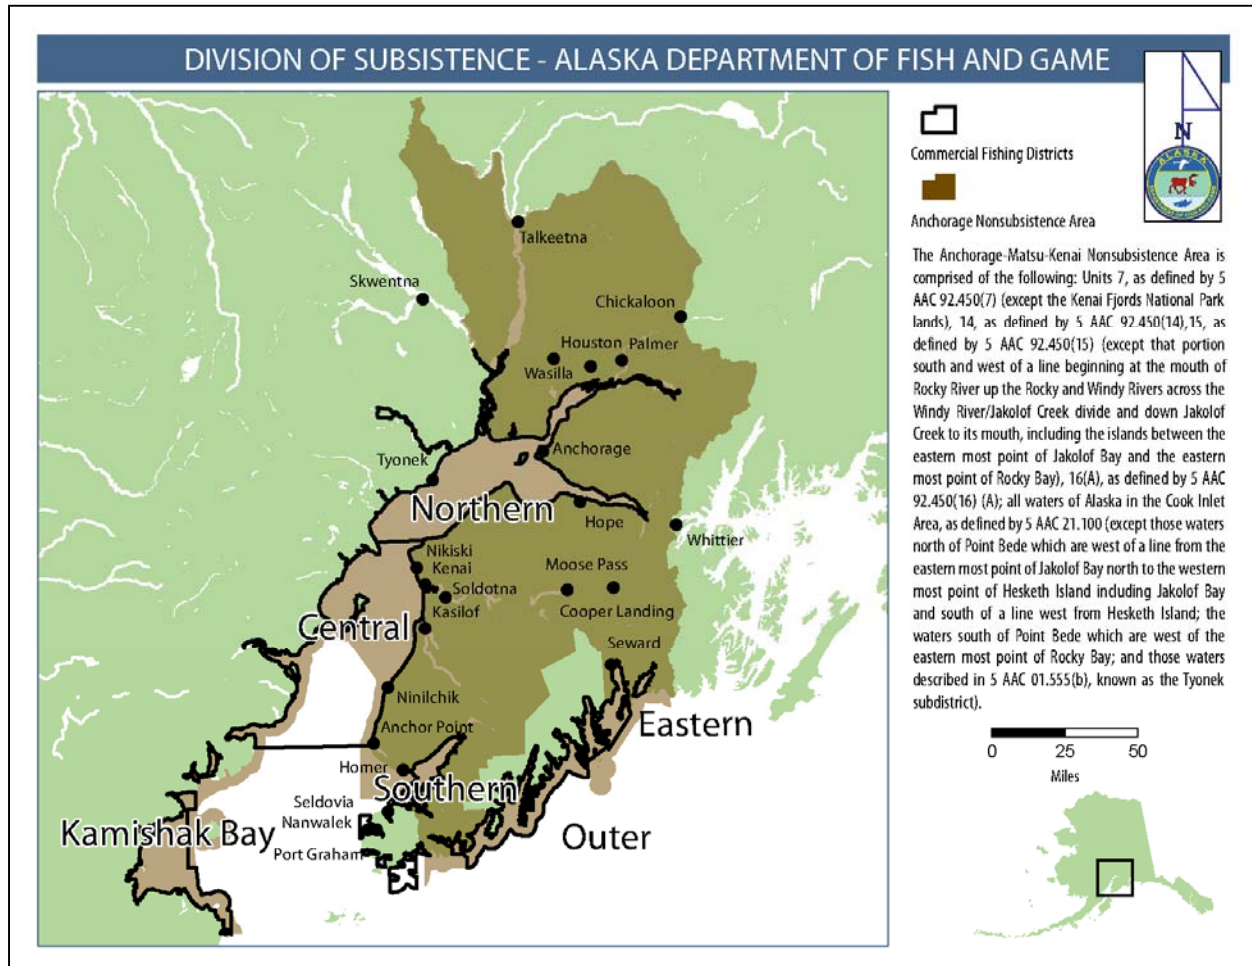 DIVISION OF SUBSISTENCE - ALASKA DEPARTMENT OF FISH AND GAME
N
ALASKA
Commercial Fishing Districts
Anchorage Nonsubsistence Area
The Anchorage-Matsu-Kenai Nonsubsistence Area is
comprised of the following: Units 7, as defined by 5
AAC 92.450(7) (except the Kenai Fjords National Park
lands), 14, as defined by 5 AAC 92.450(14),15, as
defined by 5 AAC 92.450(15) (except that portion
south and west of a line beginning at the mouth of
Rocky River up the Rocky and Windy Rivers across the
Windy River/Jakolof Creek divide and down Jakolof
Creek to its mouth, including the islands between the
eastern most point of Jakolof Bay and the eastern
most point of Rocky Bay), 16(A), as defined by 5 AAC
92.450(16) (A); all waters of Alaska in the Cook Inlet
Area, as defined by 5 AAC 21.100 (except those waters
north of Point Bede which are west of a line from the
eastern most point of Jakolof Bay north to the western
most point of Hesketh Island including Jakolof Bay
and south of a line west from Hesketh Island; the
waters south of Point Bede which are west of the
eastern most point of Rocky Bay; and those waters
described in 5 AAC 01.555(b), known as the Tyonek
subdistrict).
0 25 50
Miles
Talkeetna
Skwentna
Chickaloon
Houston Palmer
Wasilla
Anchorage
Tyonek
Northern
Hope
Whittier
Nikiski
Kenai
Moose Pass
Soldotna
Kasilof
Cooper Landing
Central
Seward
Ninilchik
Eastern
Anchor Point
Homer
Southern
Seldovia
Nanwalek
Kamishak Bay
Outer
Port Graham